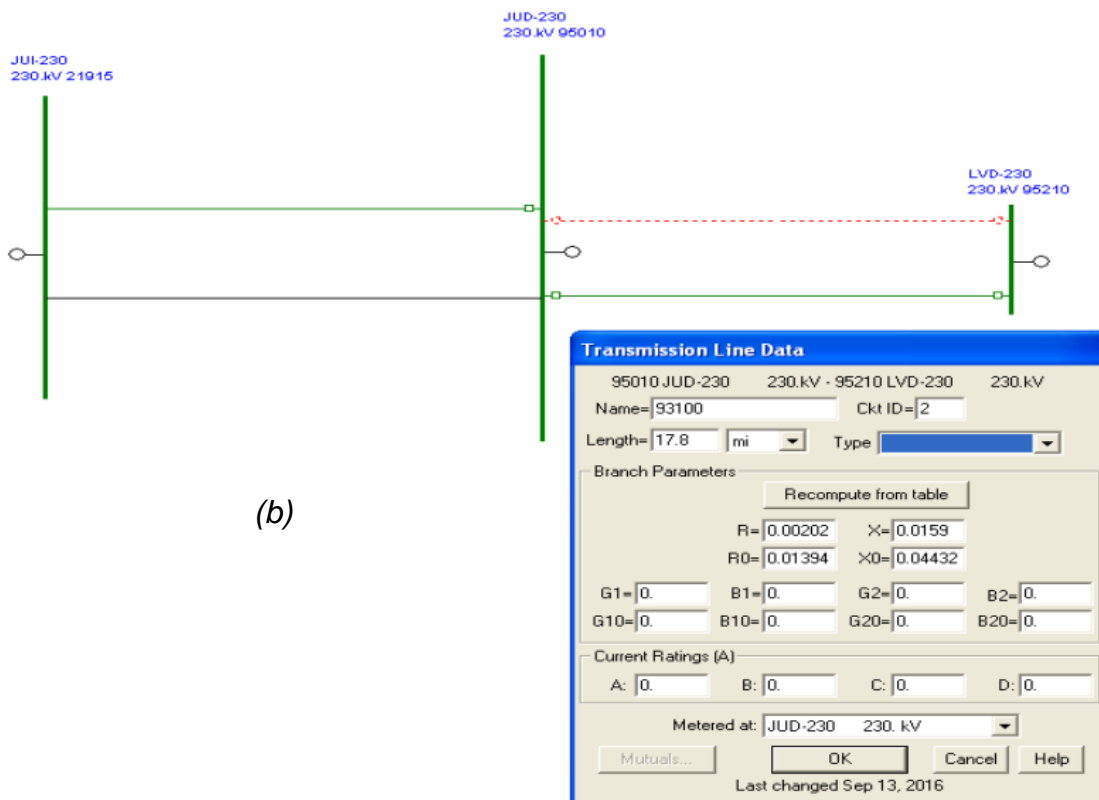 JUD-230
230.kV 95010
JUI-230
230.kV 21915
LVD-230
230.kV 95210
(b)
Transmission Line Data
95010 JUD-230 230.kV - 95210 LVD-230 230.kV
Name= 93100 Ckt ID= 2
Length= 17.8 mi Type
Branch Parameters
Recompute from table
R= 0.00202 X= 0.0159
R0= 0.01394 X0= 0.04432
G1= 0. B1= 0. G2= 0. B2= 0.
G10= 0. B10= 0. G20= 0. B20= 0.
Current Ratings (A)
A: 0. B: 0. C: 0. D: 0.
Metered at: JUD-230 230. kV
Mutuals... OK Cancel Help
Last changed Sep 13, 2016